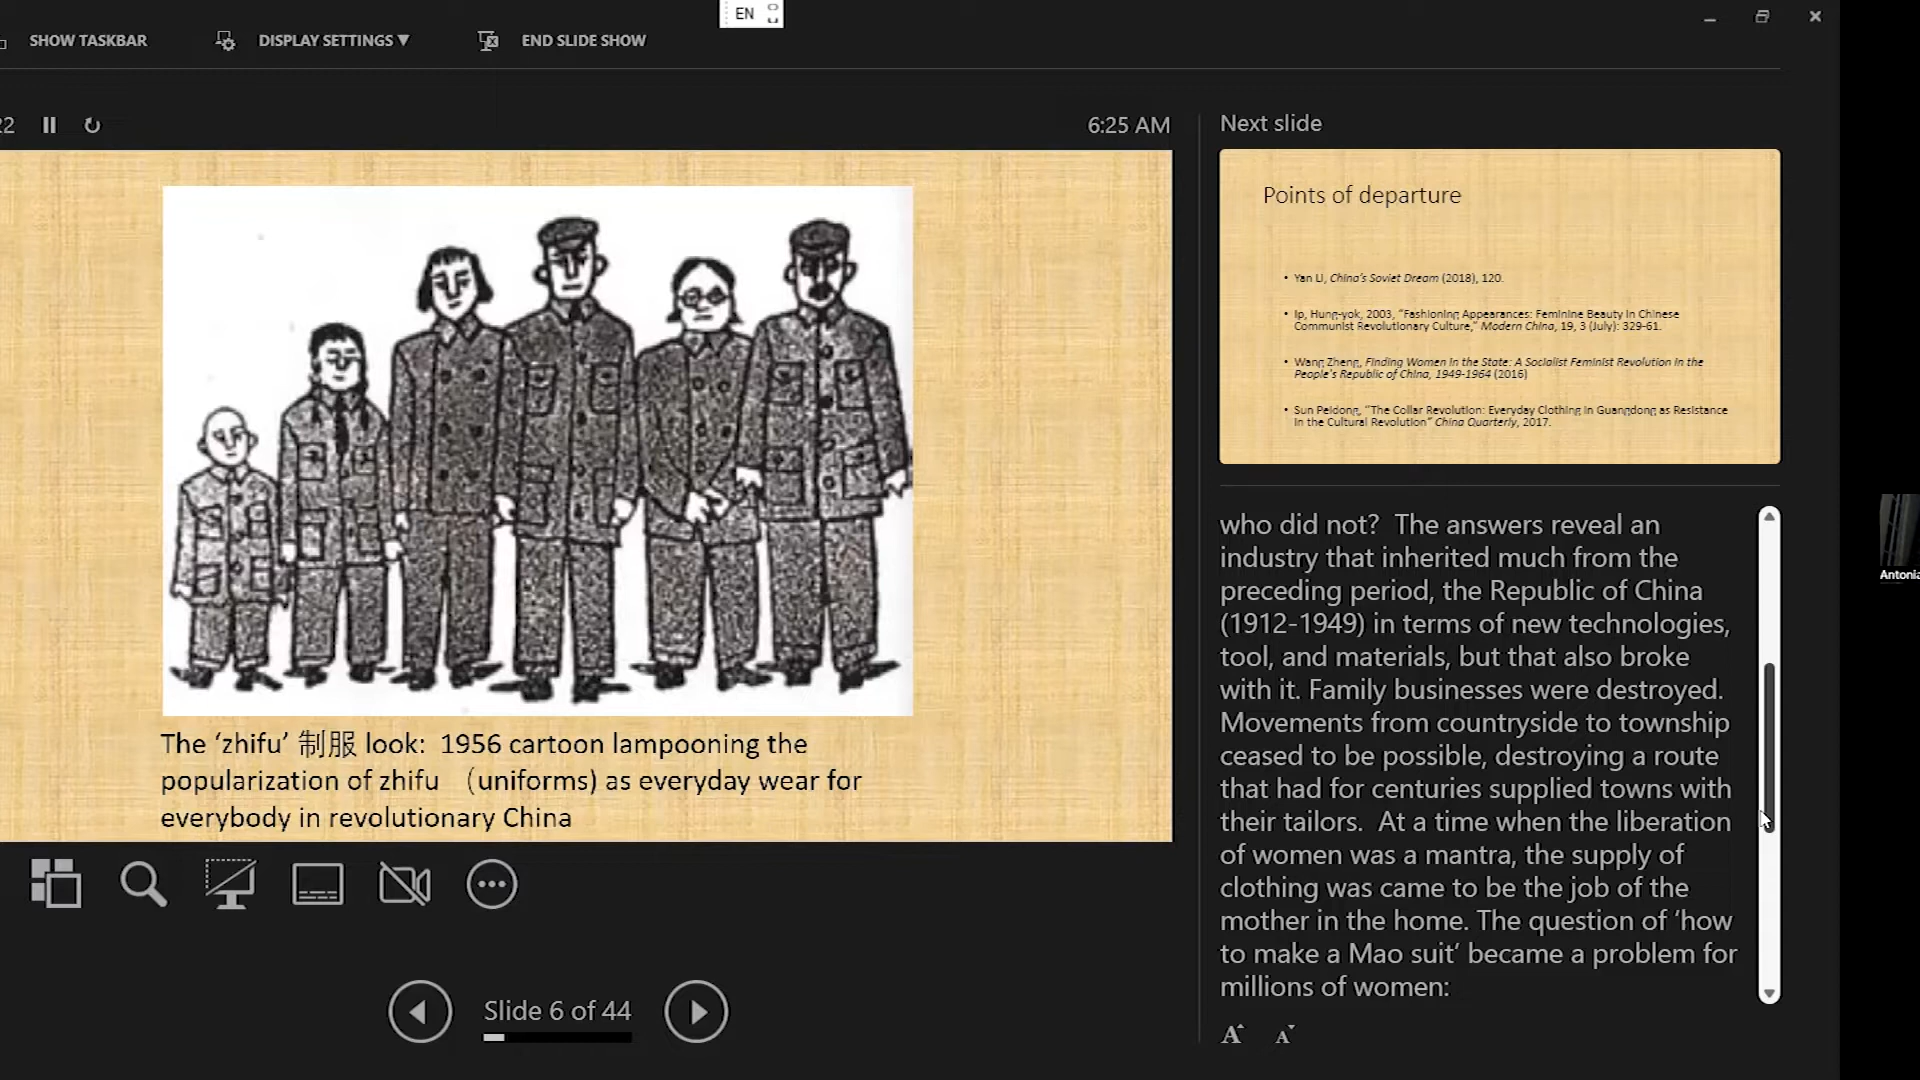 EN
SHOW TASKBAR
DISPLAY SETTINGS ▼
END SLIDE SHOW
22
6:25 AM
Next slide
The ‘zhifu’ 制服 look:  1956 cartoon lampooning the
popularization of zhifu （uniforms) as everyday wear for
everybody in revolutionary China
Points of departure
• Yan Li, China's Soviet Dream (2018), 120.
• Ip, Hung-yok, 2003, “Fashioning Appearances: Feminine Beauty in Chinese
Communist Revolutionary Culture,” Modern China, 19, 3 (July): 329-61.
• Wang Zheng, Finding Women in the State: A Socialist Feminist Revolution in the
People's Republic of China, 1949-1964 (2016)
• Sun Peidong, “The Collar Revolution: Everyday Clothing in Guangdong as Resistance
in the Cultural Revolution” China Quarterly, 2017.
who did not?  The answers reveal an
industry that inherited much from the
preceding period, the Republic of China
(1912-1949) in terms of new technologies,
tool, and materials, but that also broke
with it. Family businesses were destroyed.
Movements from countryside to township
ceased to be possible, destroying a route
that had for centuries supplied towns with
their tailors.  At a time when the liberation
of women was a mantra, the supply of
clothing was came to be the job of the
mother in the home. The question of ‘how
to make a Mao suit’ became a problem for
millions of women:
Slide 6 of 44
A A
Antonia